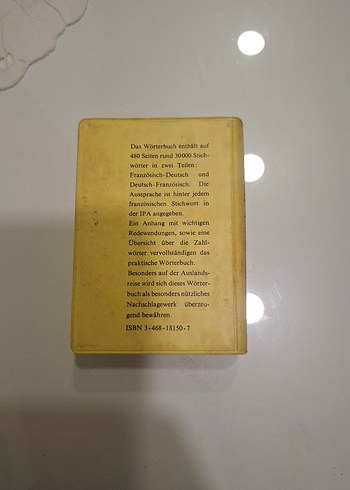 Das Wörterbuch enthält auf
480 Seiten rund 30000 Stich-
wörter in zwei Teilen:
Französisch-Deutsch und
Deutsch-Französisch. Die
Aussprache ist hinter jedem
französischen Stichwort in
der IPA angegeben.
Ein Anhang mit wichtigen
Redewendungen, sowie eine
Übersicht über die Zahl-
wörter vervollständigen das
praktische Wörterbuch.
Besonders auf der Auslands-
reise wird sich dieses Wörter-
buch als besonders nützliches
Nachschlagewerk überzeu-
gend bewähren.
ISBN 3-468-18150-7